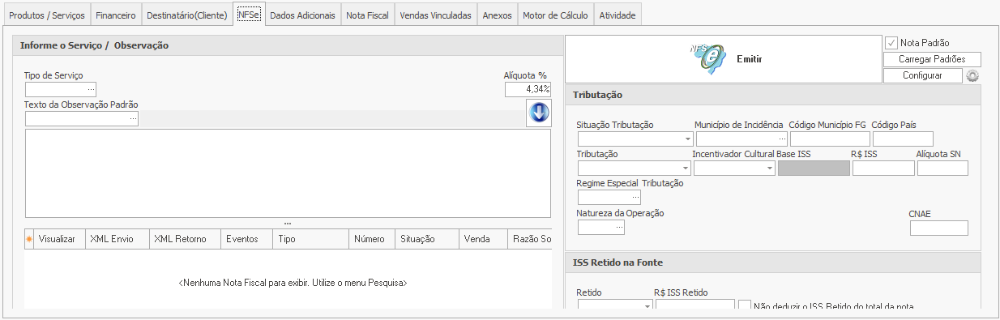 Produtos / Serviços Financeiro Destinatário(Cliente) NFSe Dados Adicionais Nota Fiscal Vendas Vinculadas Anexos Motor de Cálculo Atividade
Informe o Serviço / Observação
Tipo de Serviço Alíquota %
... 4,34%
Texto da Observação Padrão
...
...
Visualizar XML Envio XML Retorno Eventos Tipo Número Situação Venda Razão So
<Nenhuma Nota Fiscal para exibir. Utilize o menu Pesquisa>
NFS e Emitir
Nota Padrão
Carregar Padrões
Configurar
Tributação
Situação Tributação Município de Incidência Código Município FG Código País
...
Tributação Incentivador Cultural Base ISS R$ ISS Alíquota SN
Regime Especial Tributação
...
Natureza da Operação CNAE
...
ISS Retido na Fonte
Retido R$ ISS Retido
Não deduzir o ISS Retido do total da nota